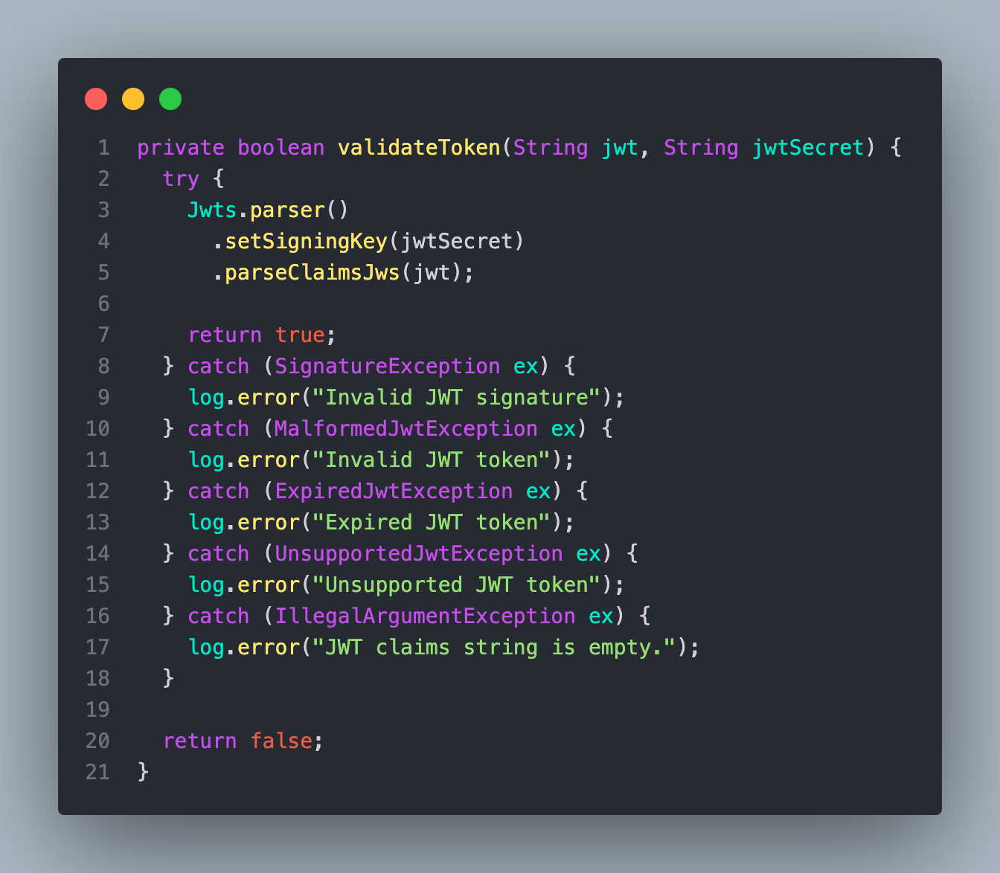 1 private boolean validateToken(String jwt, String jwtSecret) {
2   try {
3     Jwts.parser()
4       .setSigningKey(jwtSecret)
5       .parseClaimsJws(jwt);
6
7     return true;
8   } catch (SignatureException ex) {
9     log.error("Invalid JWT signature");
10   } catch (MalformedJwtException ex) {
11     log.error("Invalid JWT token");
12   } catch (ExpiredJwtException ex) {
13     log.error("Expired JWT token");
14   } catch (UnsupportedJwtException ex) {
15     log.error("Unsupported JWT token");
16   } catch (IllegalArgumentException ex) {
17     log.error("JWT claims string is empty.");
18   }
19
20   return false;
21 }